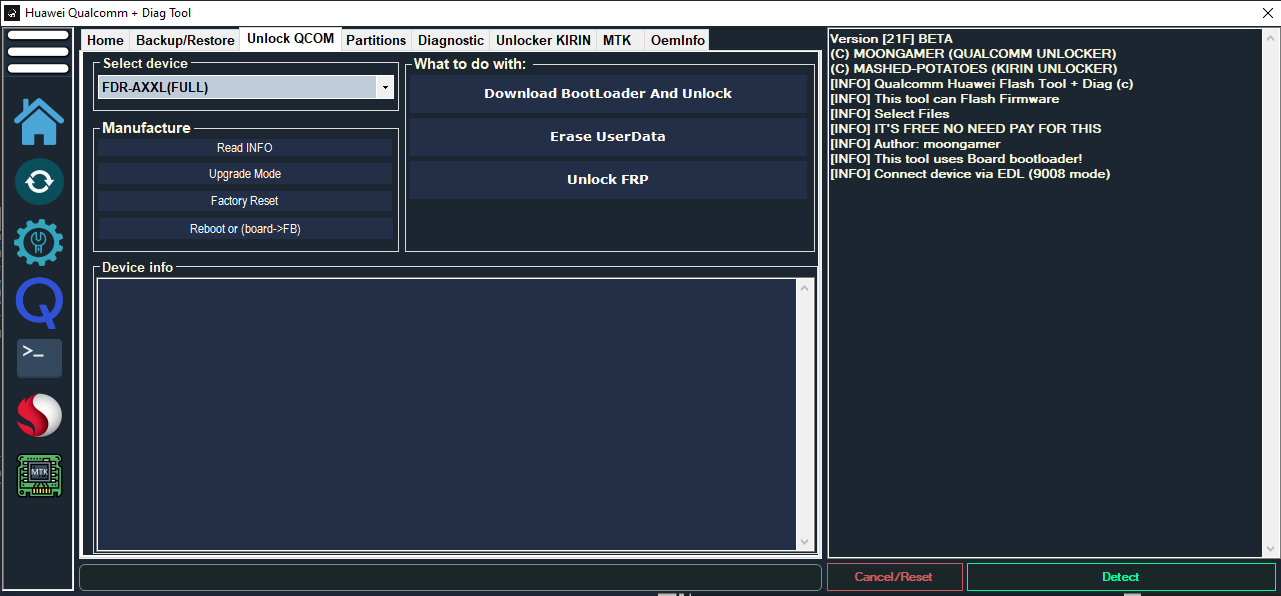 Huawei Qualcomm + Diag Tool
Home
Backup/Restore
Unlock QCOM
Partitions
Diagnostic
Unlocker KIRIN
MTK
OemInfo
Select device
FDR-AXXL(FULL)
Manufacture
Read INFO
Upgrade Mode
Factory Reset
Reboot or (board->FB)
What to do with:
Download BootLoader And Unlock
Erase UserData
Unlock FRP
Device info
>_
MTK
Version [21F] BETA
(C) MOONGAMER (QUALCOMM UNLOCKER)
(C) MASHED-POTATOES (KIRIN UNLOCKER)
[INFO] Qualcomm Huawei Flash Tool + Diag (c)
[INFO] This tool can Flash Firmware
[INFO] Select Files
[INFO] IT'S FREE NO NEED PAY FOR THIS
[INFO] Author: moongamer
[INFO] This tool uses Board bootloader!
[INFO] Connect device via EDL (9008 mode)
Cancel/Reset
Detect